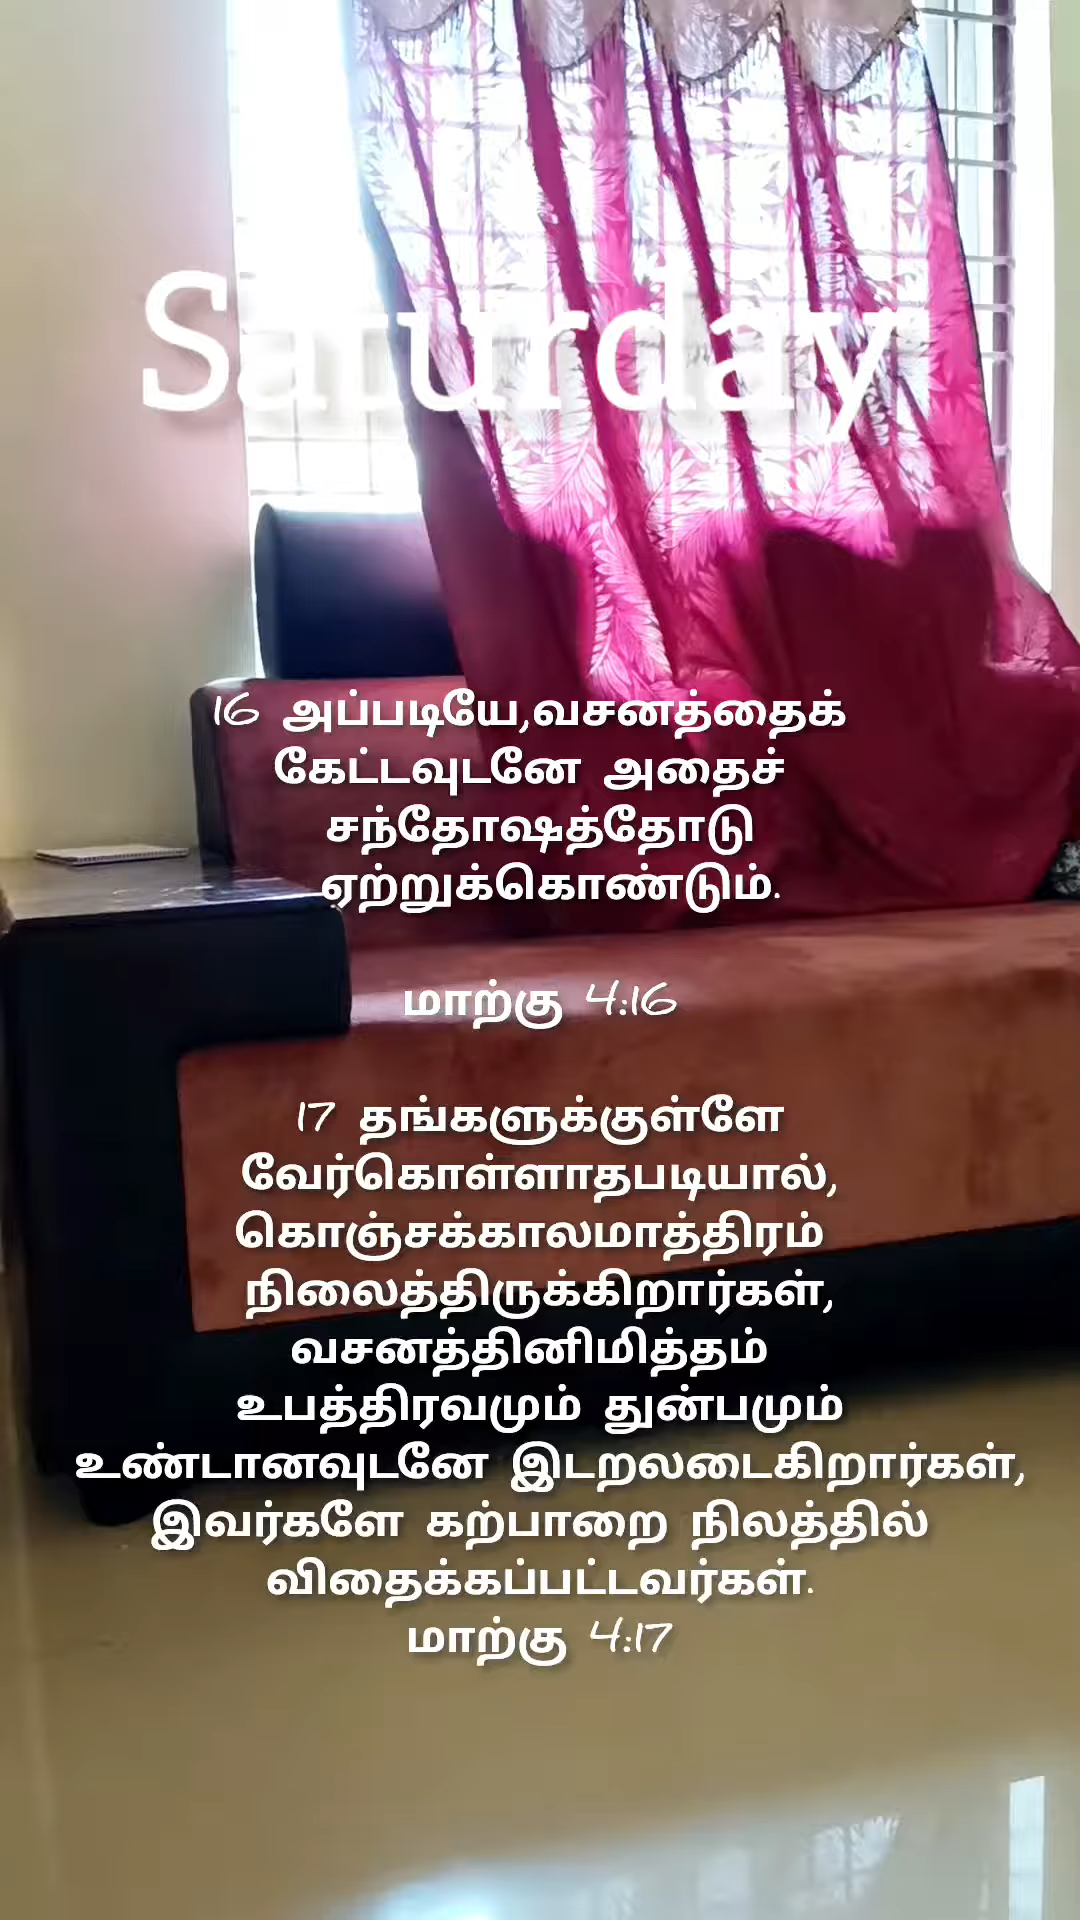 Saturday
16 அப்படியே,வசனத்தைக்
கேட்டவுடனே அதைச்
சந்தோஷத்தோடு
ஏற்றுக்கொண்டும்.
மாற்கு 4:16
17 தங்களுக்குள்ளே
வேர்கொள்ளாதபடியால்,
கொஞ்சக்காலமாத்திரம்
நிலைத்திருக்கிறார்கள்,
வசனத்தினிமித்தம்
உபத்திரவமும் துன்பமும்
உண்டானவுடனே இடறலடைகிறார்கள்,
இவர்களே கற்பாறை நிலத்தில்
விதைக்கப்பட்டவர்கள்.
மாற்கு 4:17